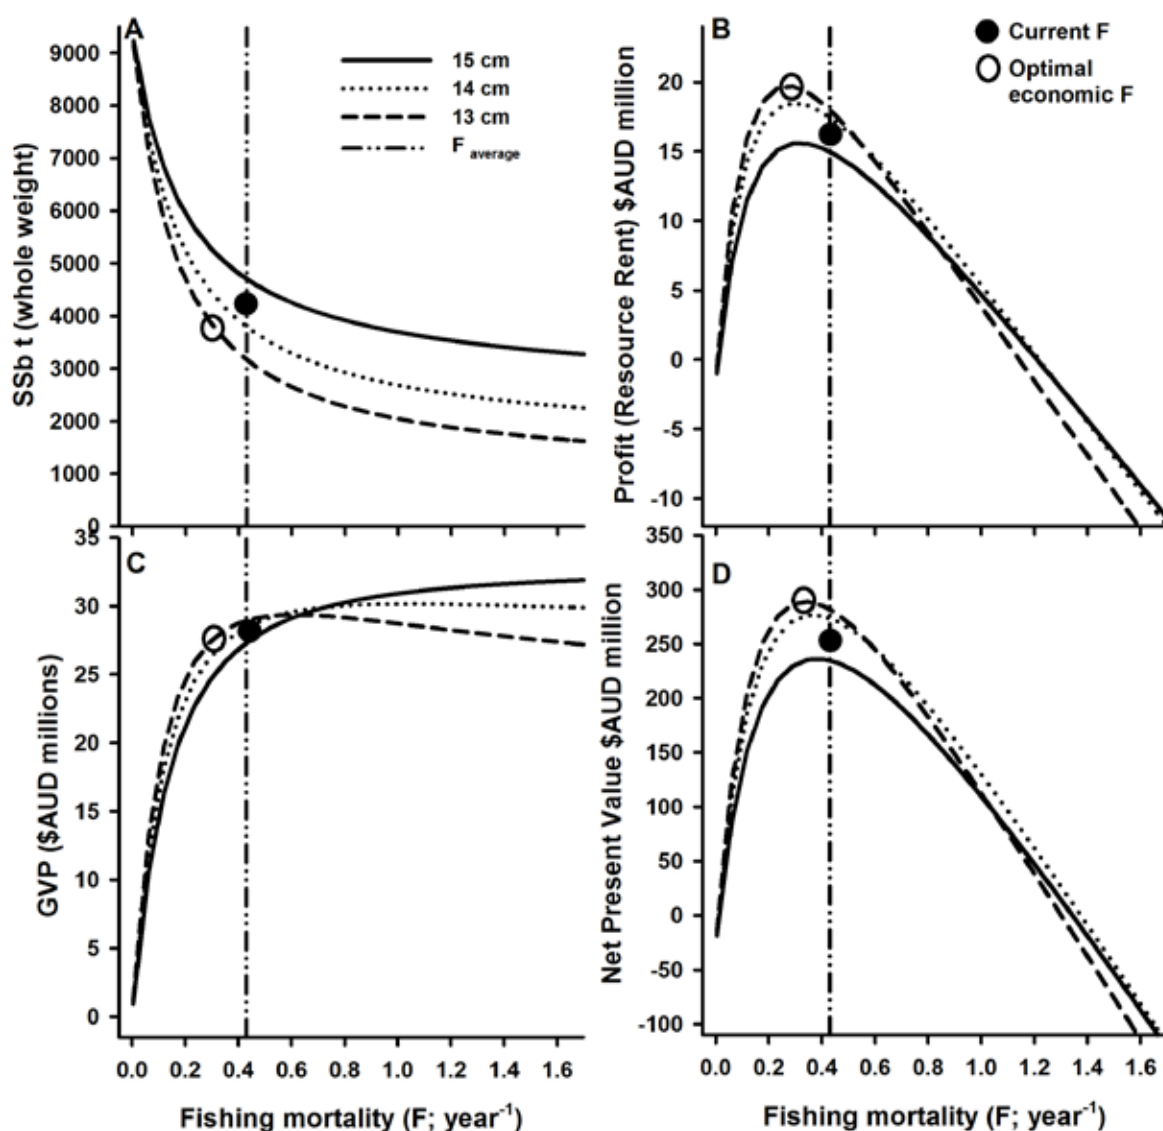 A
9000
8000
7000
6000
5000
4000
3000
2000
1000
0
SSb t (whole weight)
15 cm
14 cm
13 cm
F average
B
20
15
10
5
0
-5
-10
Profit (Resource Rent) $AUD million
Current F
Optimal
economic F
C
35
30
25
20
15
10
5
0
GVP ($AUD millions)
0.0 0.2 0.4 0.6 0.8 1.0 1.2 1.4 1.6
Fishing mortality (F; year-1)
D
350
300
250
200
150
100
50
0
-50
-100
Net Present Value $AUD million
0.0 0.2 0.4 0.6 0.8 1.0 1.2 1.4 1.6
Fishing mortality (F; year-1)